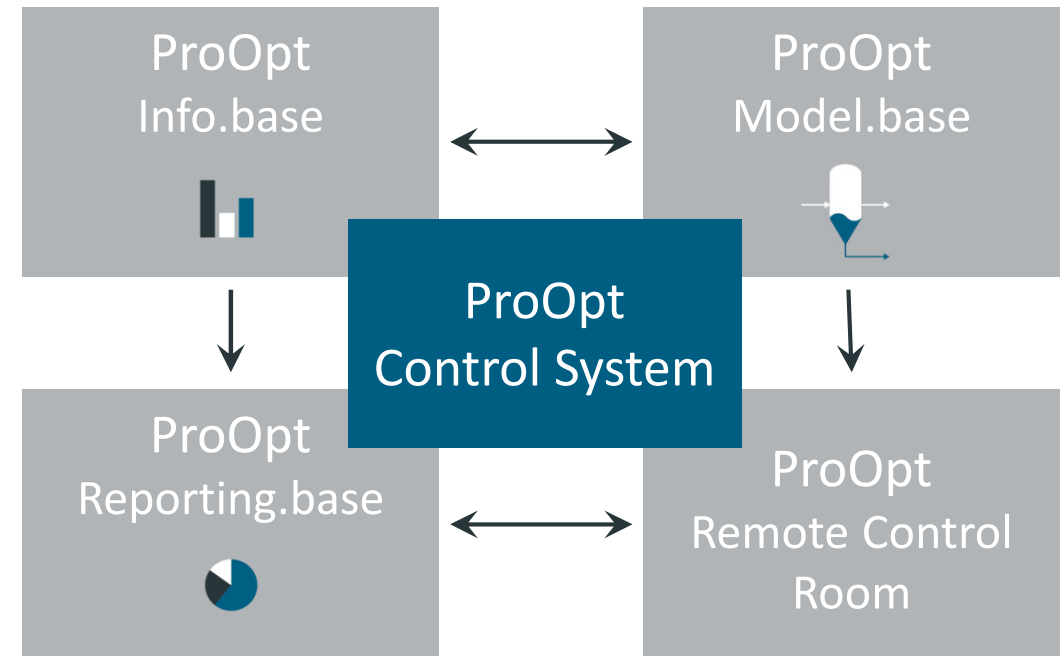 ProOpt
Info.base
ProOpt
Model.base
ProOpt
Control System
ProOpt
Reporting.base
ProOpt
Remote Control
Room